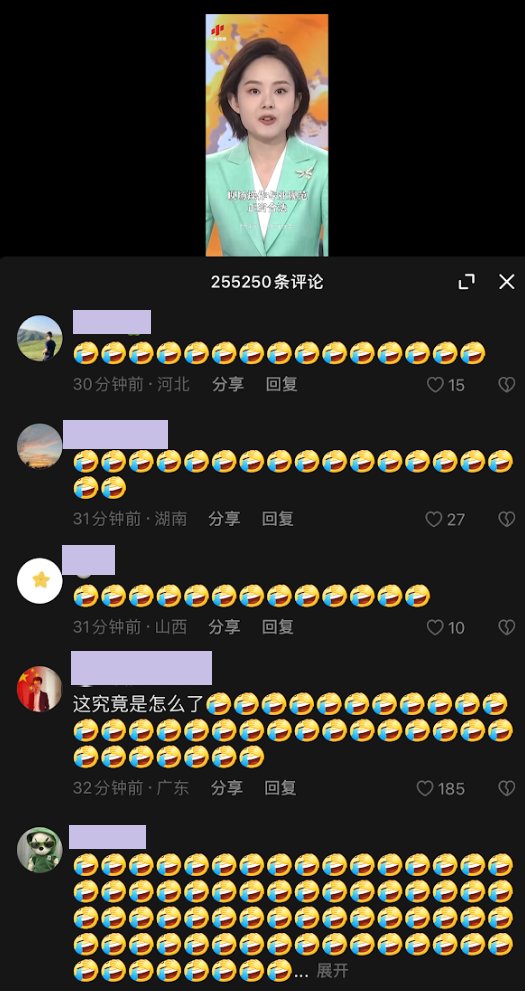 255250条评论
30分钟前·河北 分享 回复 15
31分钟前·湖南 分享 回复 27
31分钟前·山西 分享 回复 10
这究竟是怎么了
32分钟前·广东 分享 回复 185
... 展开